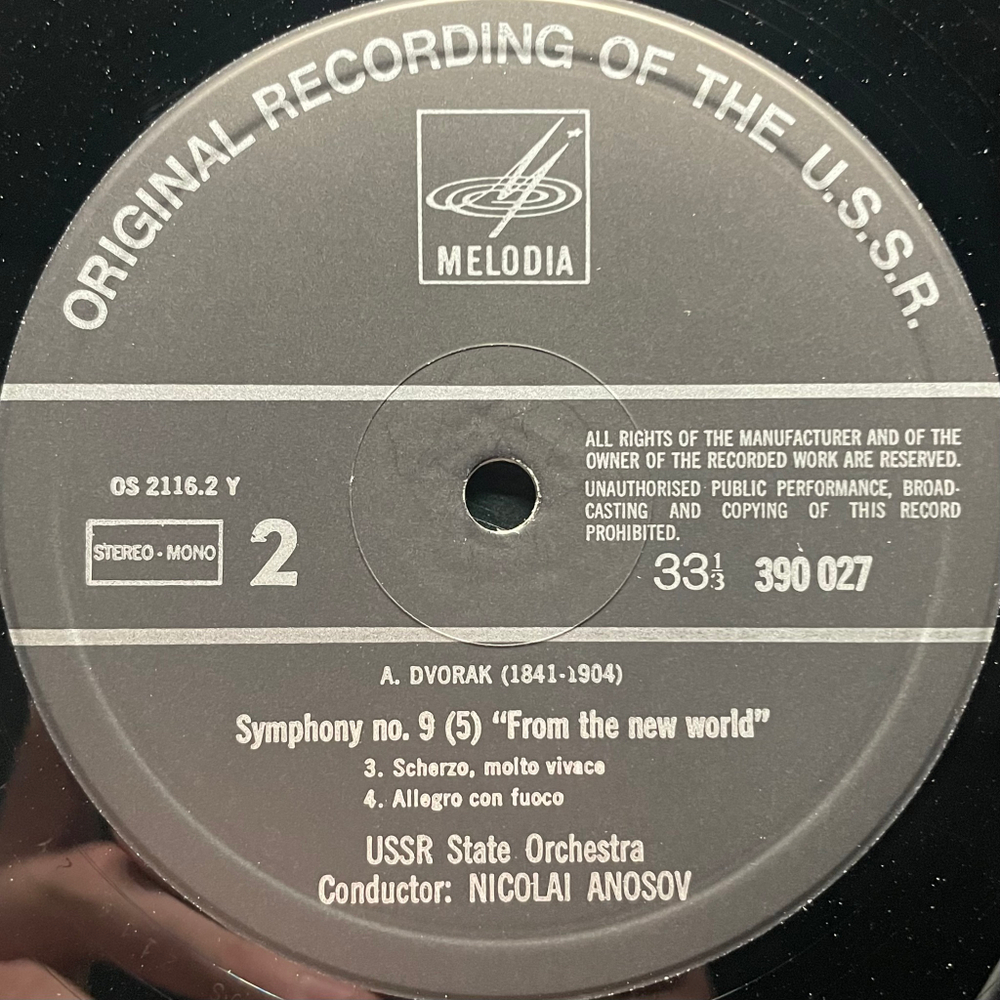 ORIGINAL RECORDING OF THE U.S.S.R.
MELODIA
ALL RIGHTS OF THE MANUFACTURER AND OF THE
OWNER OF THE RECORDED WORK ARE RESERVED.
UNAUTHORISED PUBLIC PERFORMANCE, BROAD-
CASTING AND COPYING OF THIS RECORD
PROHIBITED.
OS 2116.2 Y
STEREO - MONO
2
33⅓ 390 027
A. DVORAK (1841-1904)
Symphony no. 9 (5) “From the new world”
3. Scherzo, molto vivace
4. Allegro con fuoco
USSR State Orchestra
Conductor: NICOLAI ANOSOV